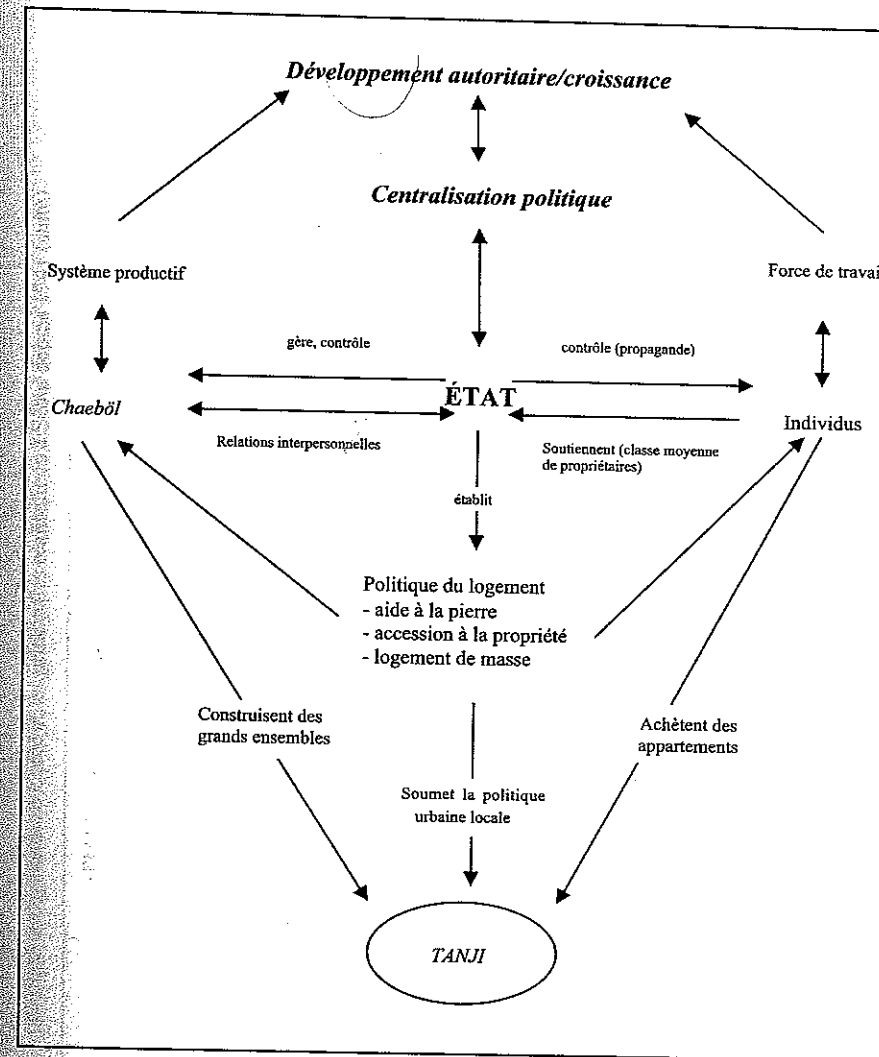 Développement autoritaire/croissance
Centralisation politique
Système productif
Force de travai
gère, contrôle
contrôle (propagande)
ÉTAT
Chaeböl
Individus
Relations interpersonnelles
Soutiennent (classe moyenne
de propriétaires)
établit
Politique du logement
- aide à la pierre
- accession à la propriété
- logement de masse
Construisent des
grands ensembles
Achètent des
appartements
Soumet la politique
urbaine locale
TANJI